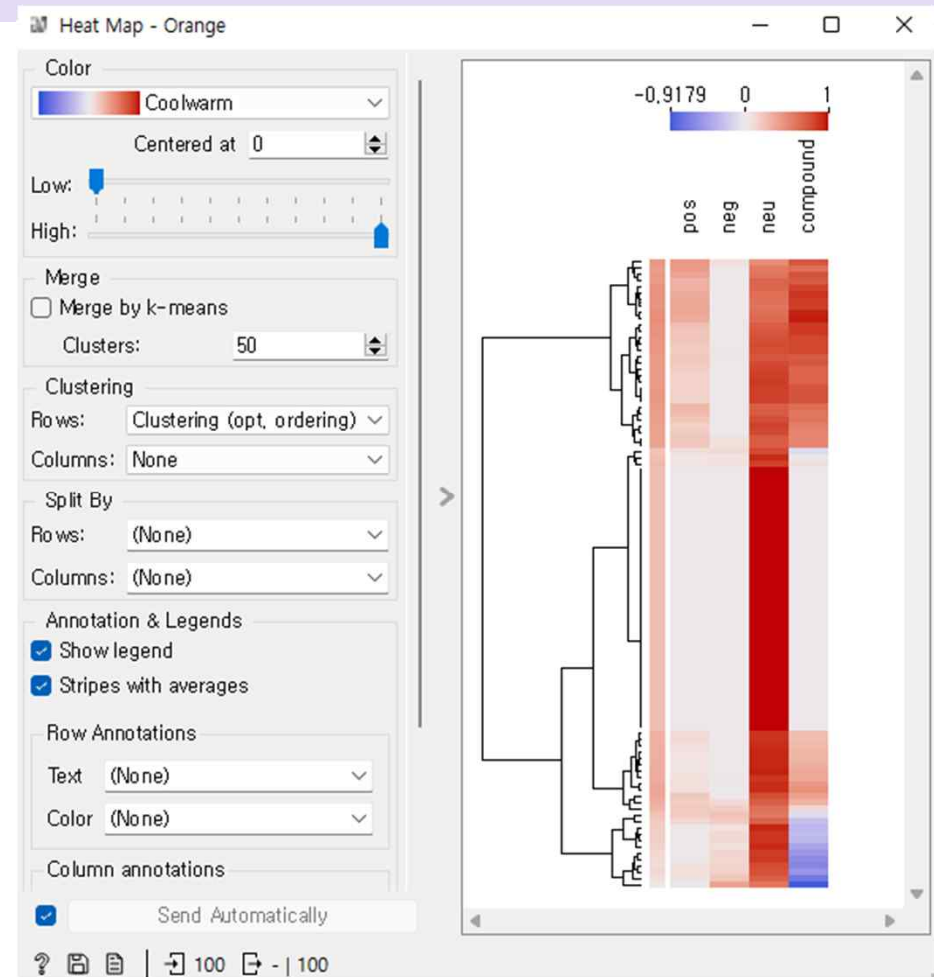 Heat Map - Orange
Color
Coolwarm
Centered at 0
Low:
High:
Merge
Merge by k-means
Clusters: 50
Clustering
Rows: Clustering (opt, ordering)
Columns: None
Split By
Rows: (None)
Columns: (None)
Annotation & Legends
Show legend
Stripes with averages
Row Annotations
Text (None)
Color (None)
Column annotations
Send Automatically
? 100 - | 100
-0,9179 0 1
pos neg neu compound